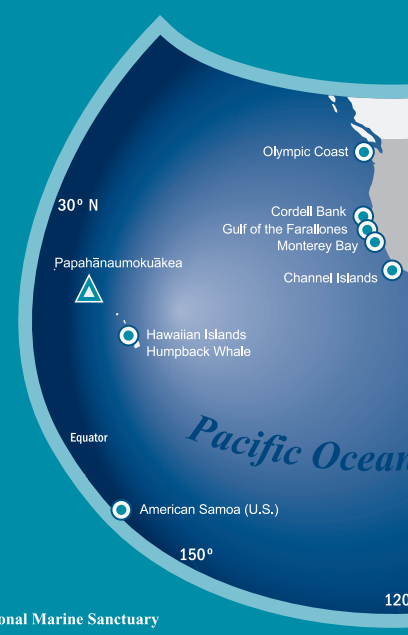 Olympic Coast
30° N
Cordell Bank
Gulf of the Farallones
Monterey Bay
Papahānaumokuākea
Channel Islands
Hawaiian Islands
Humpback Whale
Pacific Ocean
Equator
American Samoa (U.S.)
150°
120
onal Marine Sanctuary